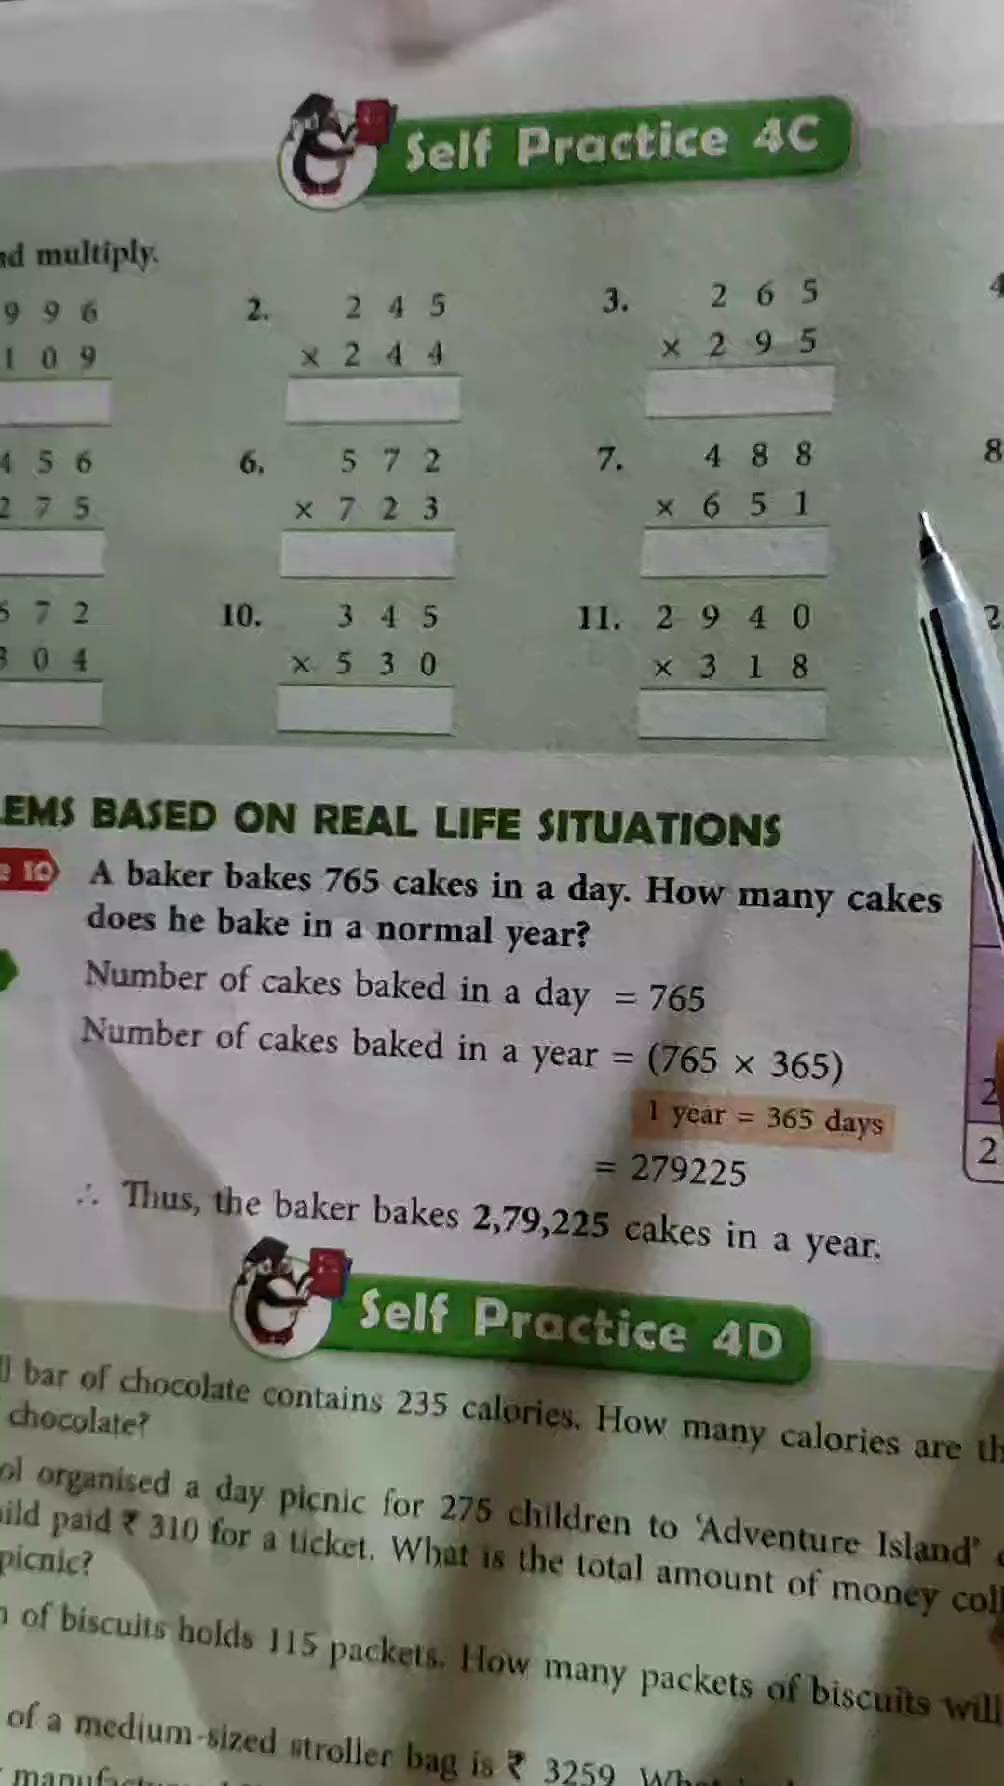 Self Practice 4C
nd multiply.
9 9 6
1 0 9
2. 2 4 5
× 2 4 4
3. 2 6 5
× 2 9 5
4
4 5 6
2 7 5
6. 5 7 2
× 7 2 3
7. 4 8 8
× 6 5 1
8
7 2
0 4
10. 3 4 5
× 5 3 0
11. 2 9 4 0
× 3 1 8
2
LEMS BASED ON REAL LIFE SITUATIONS
e 10 A baker bakes 765 cakes in a day. How many cakes
does he bake in a normal year?
Number of cakes baked in a day = 765
Number of cakes baked in a year = (765 × 365)
1 year = 365 days
2
= 279225
2
∴ Thus, the baker bakes 2,79,225 cakes in a year.
Self Practice 4D
bar of chocolate contains 235 calories. How many calories are th
chocolate?
ol organised a day picnic for 275 children to 'Adventure Island'
ild paid ₹ 310 for a ticket. What is the total amount of money coll
picnic?
of biscuits holds 115 packets. How many packets of biscuits will
of a medium-sized stroller bag is ₹ 3259.